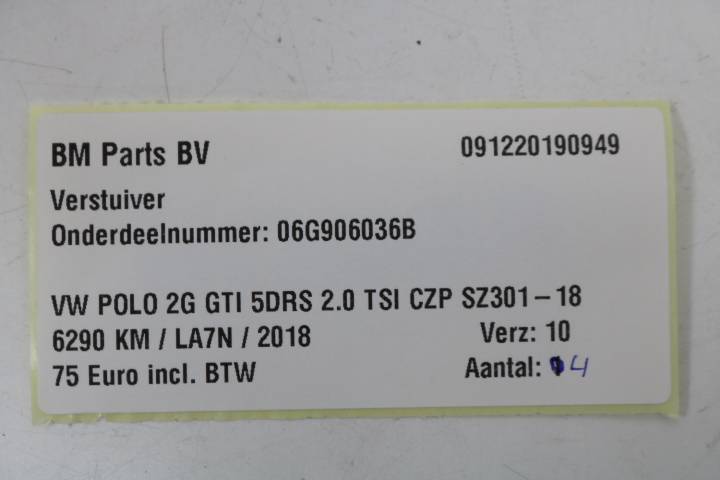 BM Parts BV 091220190949
Verstuiver
Onderdeelnummer: 06G906036B
VW POLO 2G GTI 5DRS 2.0 TSI CZP SZ301-18
6290 KM / LA7N / 2018 Verz: 10
75 Euro incl. BTW Aantal: 4